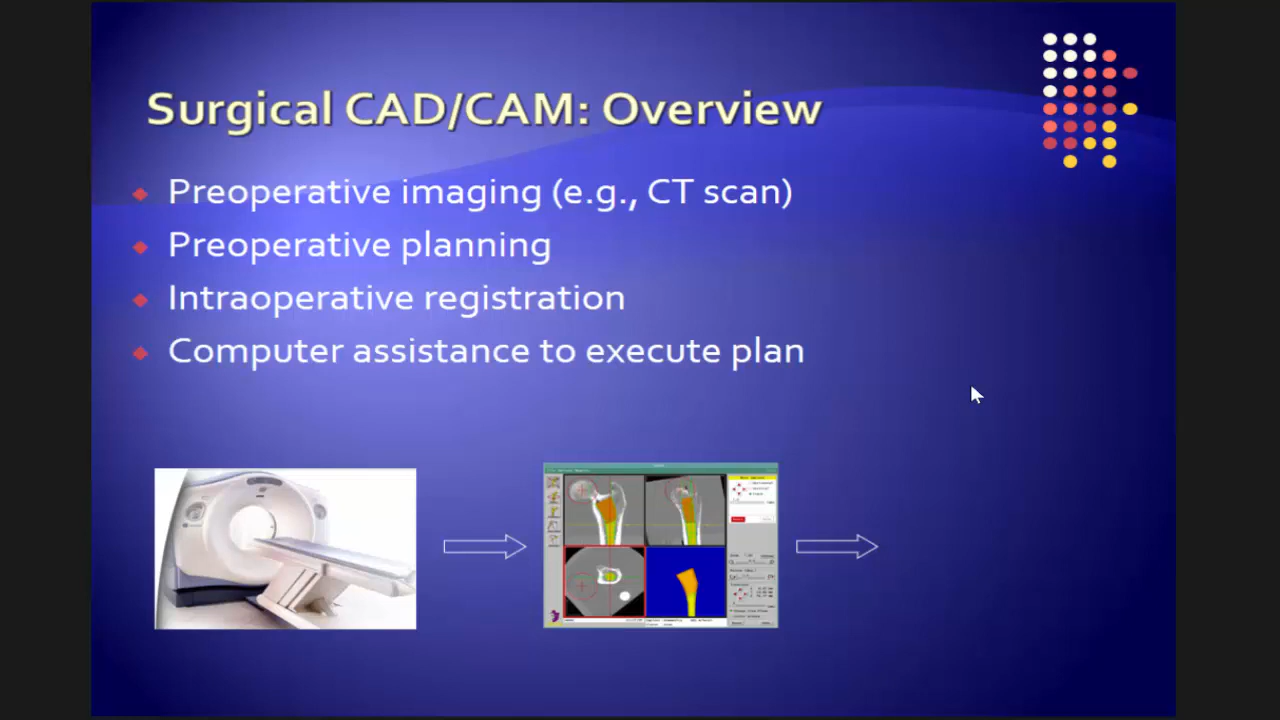 Surgical CAD/CAM: Overview
Preoperative imaging (e.g., CT scan)
Preoperative planning
Intraoperative registration
Computer assistance to execute plan